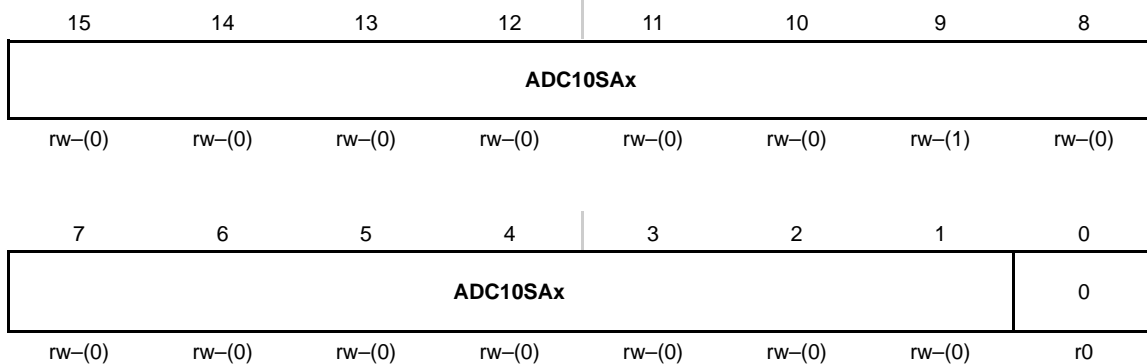 15 14 13 12 11 10 9 8
ADC10SAx
rw–(0) rw–(0) rw–(0) rw–(0) rw–(0) rw–(0) rw–(1) rw–(0)
7 6 5 4 3 2 1 0
ADC10SAx 0
rw–(0) rw–(0) rw–(0) rw–(0) rw–(0) rw–(0) rw–(0) r0